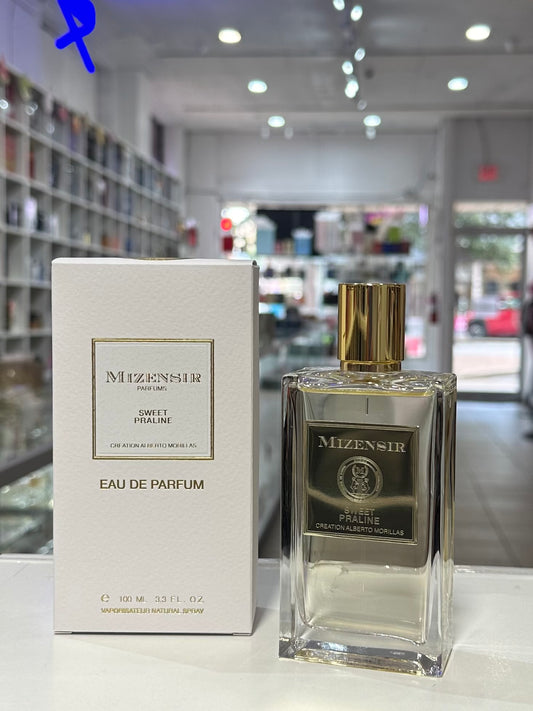 MIZENSIR
PARFUMS
SWEET
PRALINE
CREATION ALBERTO MORILLAS
EAU DE PARFUM
℮ 100 ML 3.3 FL. OZ.
VAPORISATEUR NATURAL SPRAY
MIZENSIR
SWEET
PRALINE
CREATION ALBERTO MORILLAS